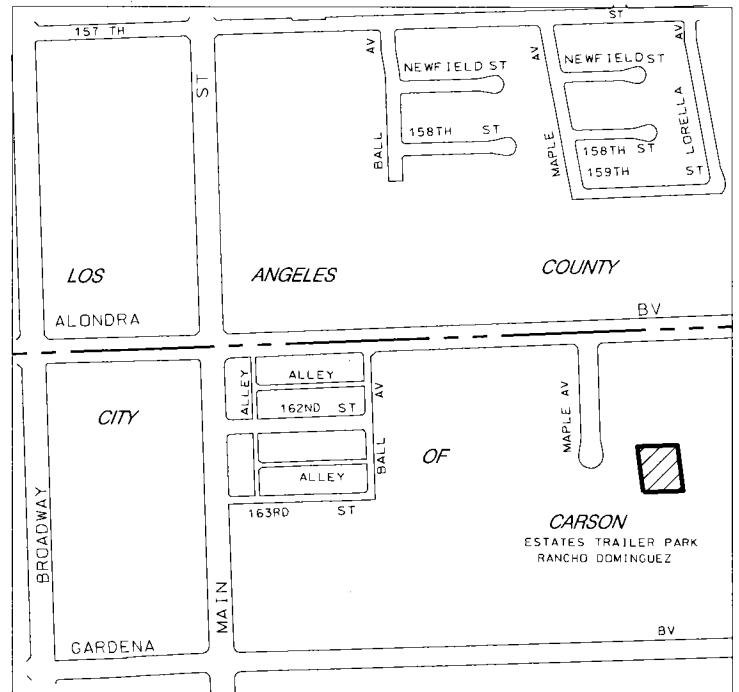 ST
157 TH
ST
AV
NEWFIELD ST
AV
NEWFIELD ST
AV
BALL
158TH ST
MAPLE
158TH ST
LORELLA
159TH ST
LOS ANGELES COUNTY
ALONDRA BV
ALLEY
ALLEY
162ND ST
AV
BALL
ALLEY
163RD ST
MAPLE AV
CITY OF CARSON
ESTATES TRAILER PARK
RANCHO DOMINGUEZ
BROADWAY
MAIN
GARDENA BV